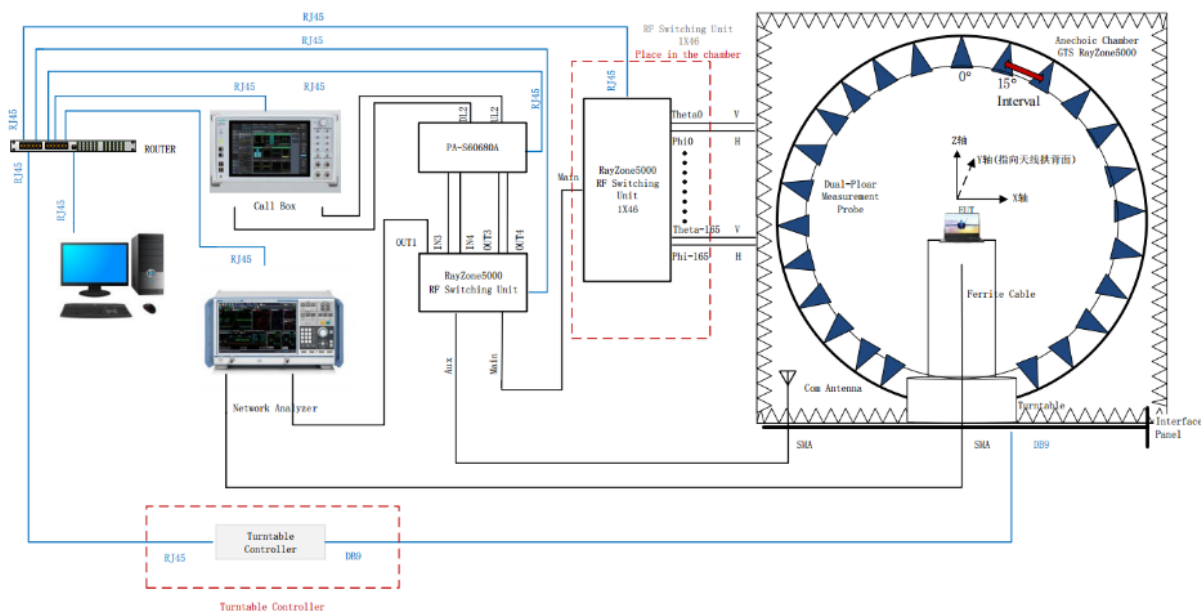 RJ45
RJ45
RJ45
RJ45
RJ45
RJ45
RJ45
RJ45
RJ45
RJ45
ROUTER
Call Box
DL2
UL2
PA-S60680A
OUT1
IN3
IN4
OUT3
OUT4
RayZone5000
RF Switching Unit
Aux
Main
Network Analyzer
RF Switching Unit
1X46
Place in the chamber
RJ45
Main
RayZone5000
RF Switching
Unit
1X46
Theta0 V
Phi0 H
Theta-165 V
Phi-165 H
Anechoic Chamber
GTS RayZone5000
0°
15°
Interval
Z轴
Y轴(指向天线拱背面)
X轴
EUT
Dual-Ploar
Measurement
Probe
Ferrite Cable
Com Antenna
Turntable
Interface
Panel
SMA
SMA
DB9
Turntable
Controller
RJ45
DB9
Turntable Controller